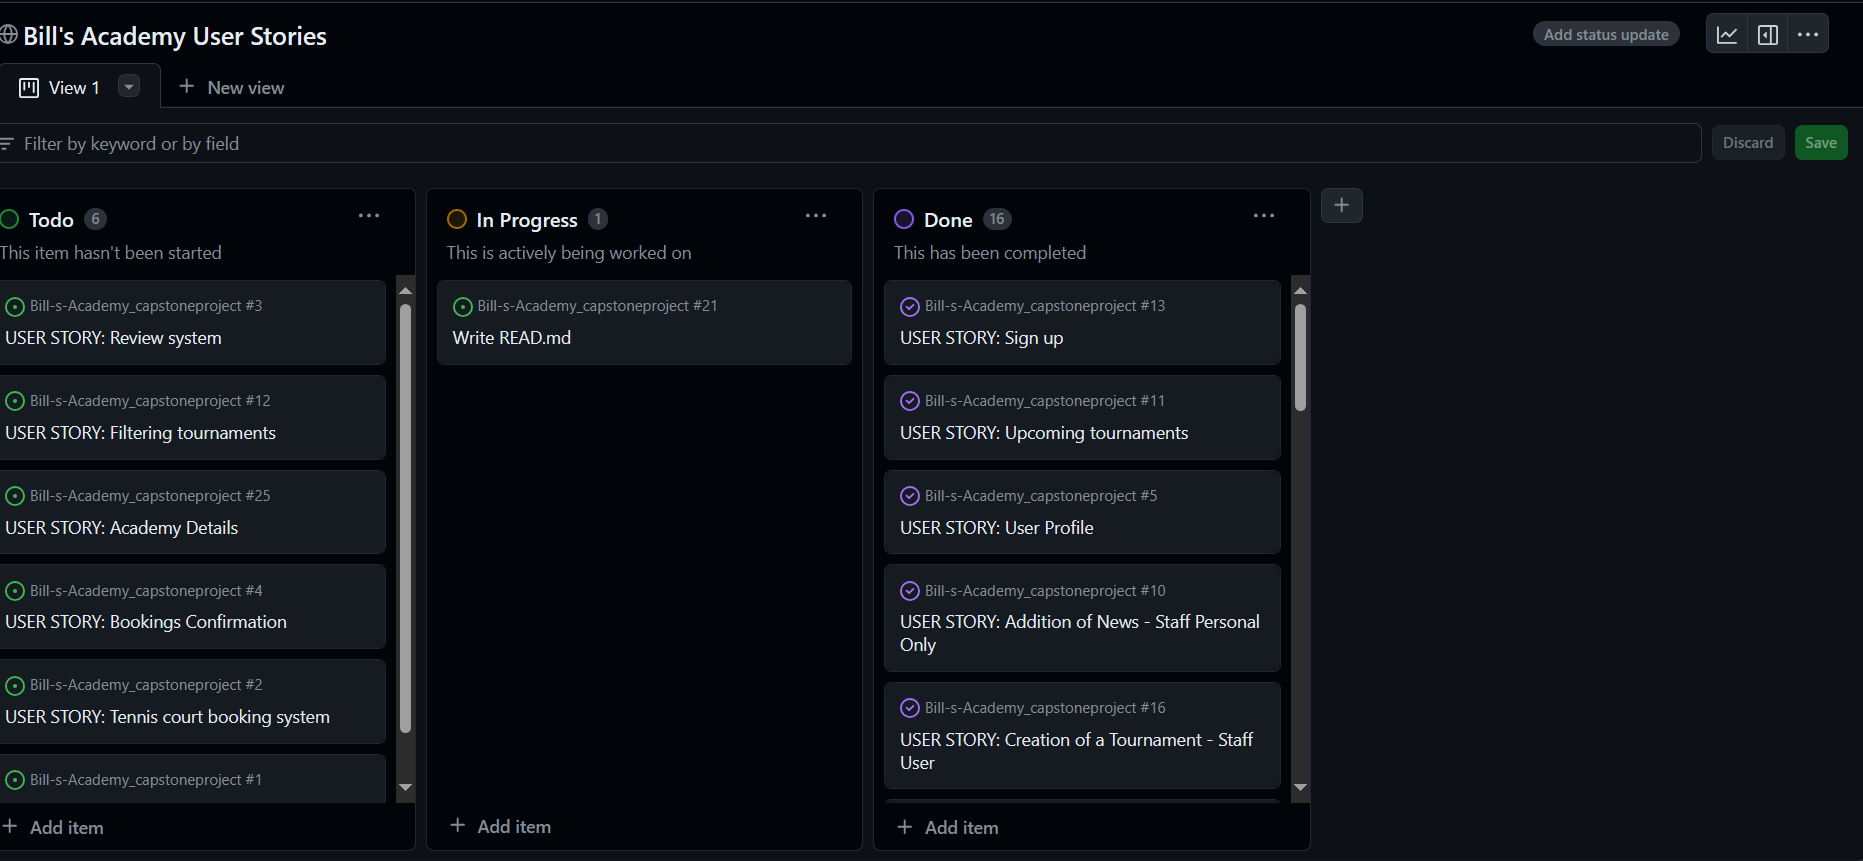 Bill's Academy User Stories
Add status update
View 1
New view
Filter by keyword or by field
Discard
Save
Todo 6
This item hasn't been started
Bill-s-Academy_capstoneproject #3
USER STORY: Review system
Bill-s-Academy_capstoneproject #12
USER STORY: Filtering tournaments
Bill-s-Academy_capstoneproject #25
USER STORY: Academy Details
Bill-s-Academy_capstoneproject #4
USER STORY: Bookings Confirmation
Bill-s-Academy_capstoneproject #2
USER STORY: Tennis court booking system
Bill-s-Academy_capstoneproject #1
Add item
In Progress 1
This is actively being worked on
Bill-s-Academy_capstoneproject #21
Write READ.md
Add item
Done 16
This has been completed
Bill-s-Academy_capstoneproject #13
USER STORY: Sign up
Bill-s-Academy_capstoneproject #11
USER STORY: Upcoming tournaments
Bill-s-Academy_capstoneproject #5
USER STORY: User Profile
Bill-s-Academy_capstoneproject #10
USER STORY: Addition of News - Staff Personal
Only
Bill-s-Academy_capstoneproject #16
USER STORY: Creation of a Tournament - Staff
User
Add item